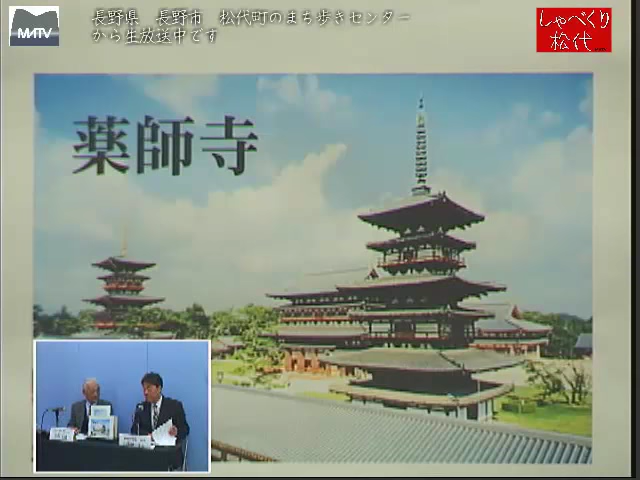 長野県　長野市　松代町のまち歩きセンター
から生放送中です
MATV
しゃべくり
松代
薬師寺